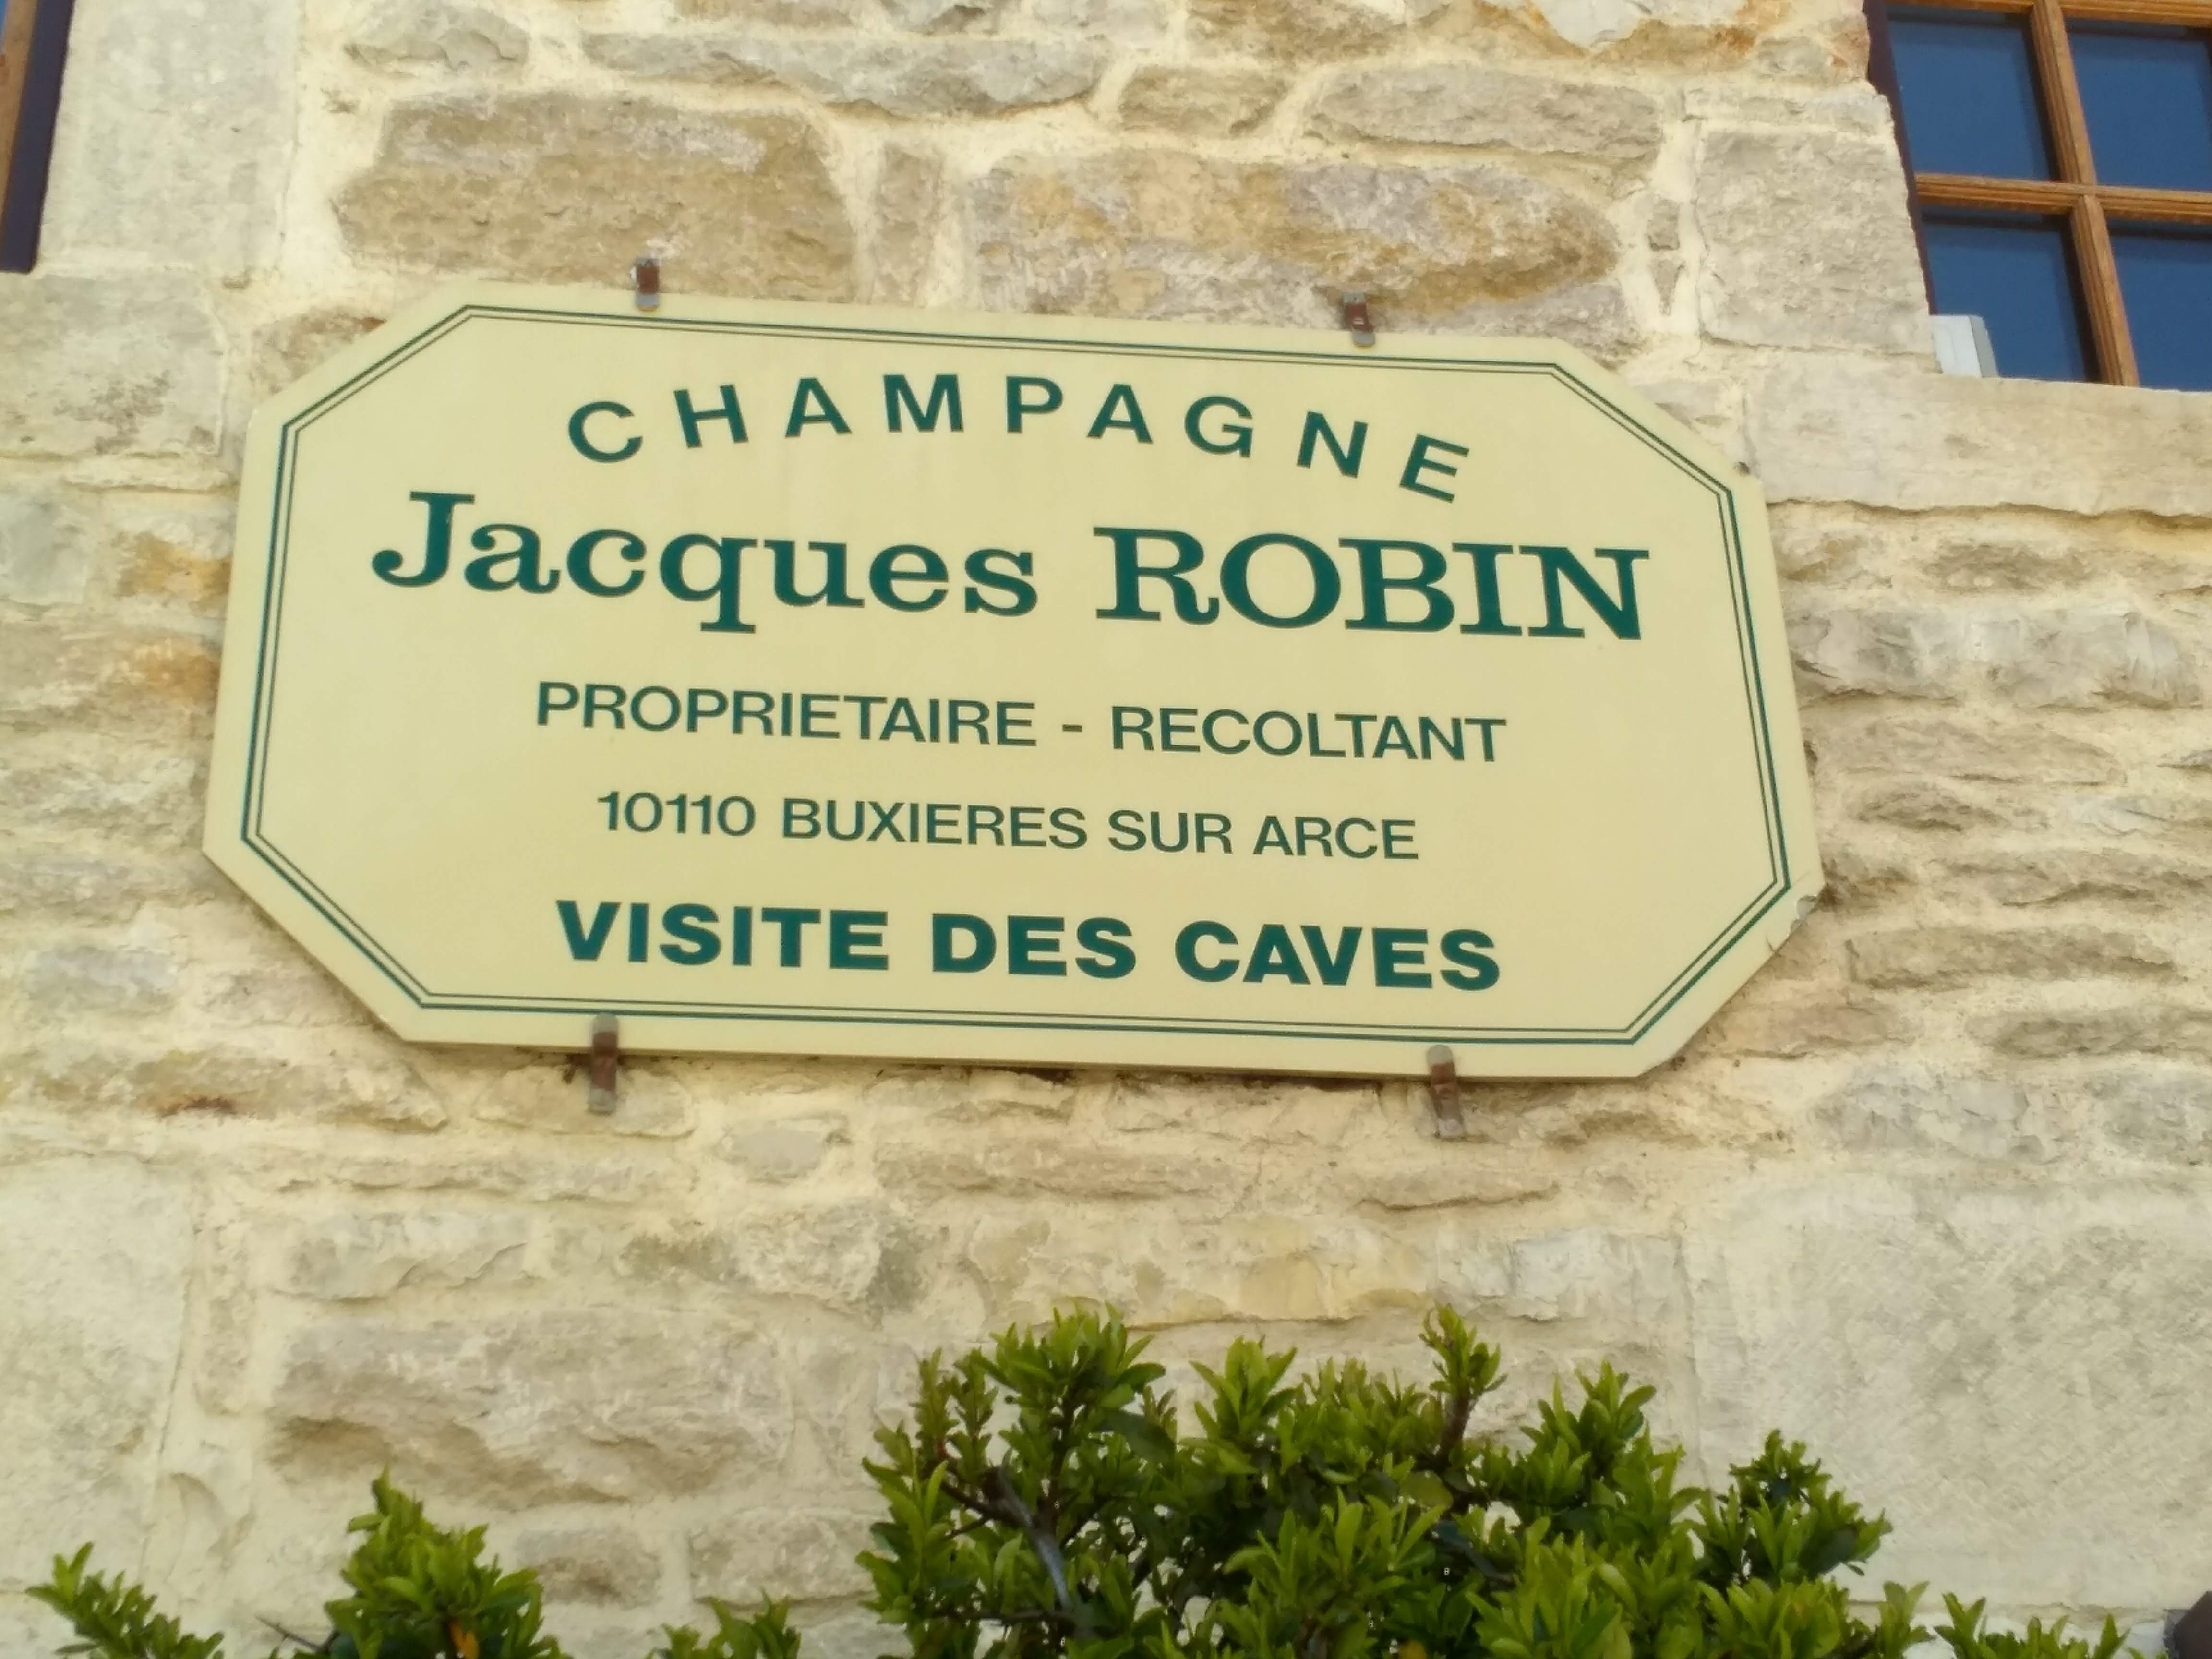 CHAMPAGNE
Jacques ROBIN
PROPRIETAIRE - RECOLTANT
10110 BUXIERES SUR ARCE
VISITE DES CAVES